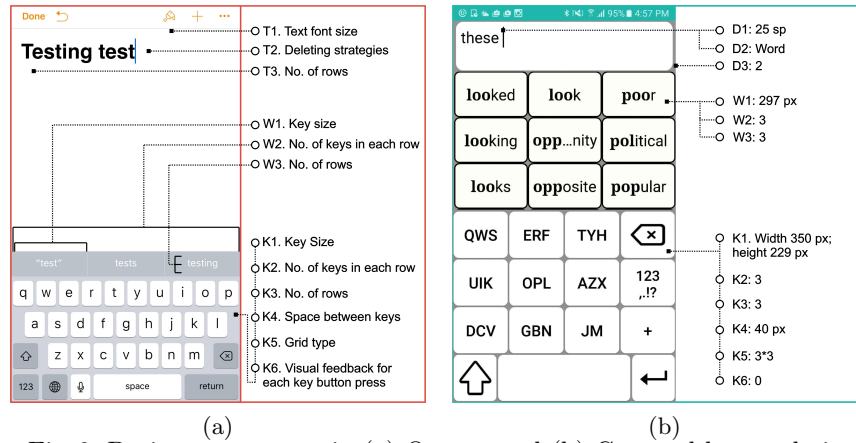 Done
T1. Text font size
Testing test
T2. Deleting strategies
T3. No. of rows
W1. Key size
W2. No. of keys in each row
W3. No. of rows
K1. Key Size
"test" tests testing
K2. No. of keys in each row
q w e r t y u i o p
K3. No. of rows
a s d f g h j k l
K4. Space between keys
K5. Grid type
z x c v b n m
K6. Visual feedback for
each key button press
123 space return
(a)
95% 4:57 PM
these
D1: 25 sp
D2: Word
D3: 2
looked look poor
W1: 297 px
W2: 3
looking opp...nity political
W3: 3
looks opposite popular
QWS ERF TYH
K1. Width 350 px;
height 229 px
UIK OPL AZX 123
,.!?
K2: 3
K3: 3
DCV GBN JM +
K4: 40 px
K5: 3*3
K6: 0
(b)